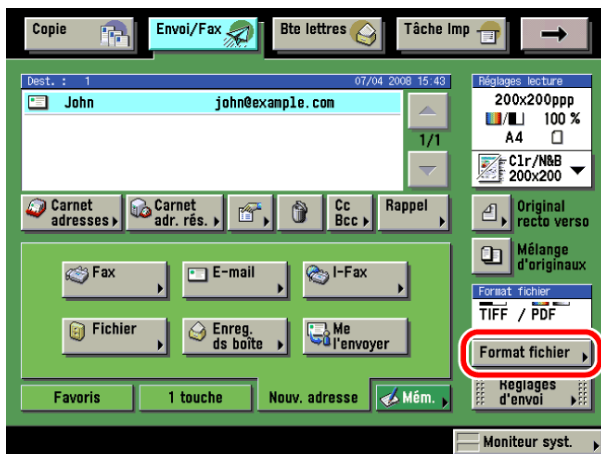 Copie
Envoi/Fax
Bte lettres
Tâche Imp
Dest. : 1
07/04 2008 15:43
John
john@example.com
1/1
Carnet
adresses
Carnet
adr. rés.
Cc
Bcc
Rappel
Fax
E-mail
I-Fax
Fichier
Enreg.
ds boîte
Me
l'envoyer
Favoris
1 touche
Nouv. adresse
Mém.
Réglages lecture
200x200ppp
/
100 %
A4
Clr/N&B
200x200
Original
recto verso
Mélange
d'originaux
Format fichier
TIFF / PDF
Format fichier
Réglages
d'envoi
Moniteur syst.